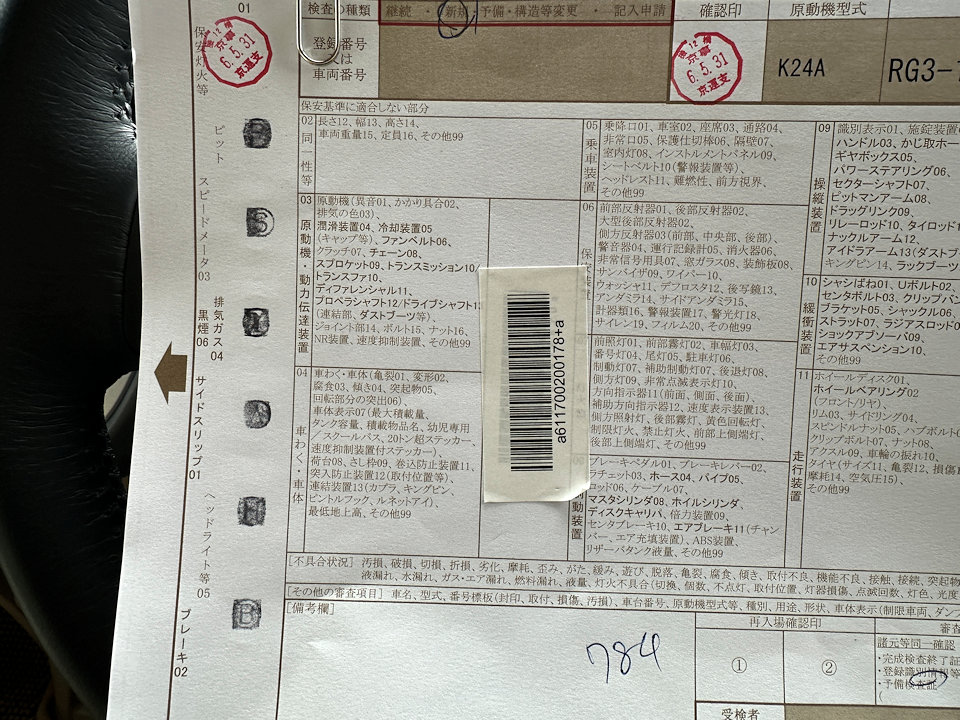 01
検査の種類
継続 ・ 新規 ・ 予備 ・ 構造等変更 ・ 記入申請
確認印
原動機型式
登録番号
又は
車両番号
6.5.31
京運支
6.5.31
京運支
K24A
RG3-
保安灯火等
ピット
スピードメータ 03
排気ガス 04
黒煙 06
サイドスリップ 01
ヘッドライト等 05
ブレーキ 02
P
S
X
A
H
B
保安基準に適合しない部分
02 同一性等
長さ12、幅13、高さ14、
車両重量15、定員16、その他99
03 原動機・動力伝達装置
原動機(異音01、かかり具合02、
排気の色03)、
潤滑装置04、冷却装置05
(キャップ等)、ファンベルト06、
クラッチ07、チェーン08、
スプロケット09、トランスミッション10、
トランスファ10、
ディファレンシャル11、
プロペラシャフト12/ドライブシャフト13
(連結部、ダストブーツ等)、
ジョイント部14、ボルト15、ナット16、
NR装置、速度抑制装置、その他99
04 車わく・車体
車わく・車体(亀裂01、変形02、
腐食03、傾き04、突起物05、
回転部分の突出06)、
車体表示07(最大積載量、
タンク容量、積載物品名、幼児専用
／スクールバス、20トン超ステッカー、
速度抑制装置付ステッカー)、
荷台08、さし枠09、巻込防止装置11、
突入防止装置12(取付位置等)、
連結装置13(カプラ、キングピン、
ピントルフック、ルネットアイ)、
最低地上高、その他99
05 乗車装置
乗降口01、車室02、座席03、通路04、
非常口05、保護仕切棒06、隔壁07、
室内灯08、インストルメントパネル09、
シートベルト10(警報装置等)、
ヘッドレスト11、難燃性、前方視界、
その他99
06
前部反射器01、後部反射器02、
大型後部反射器02、
側方反射器03(前部、中央部、後部)、
警音器04、運行記録計05、消火器06、
非常信号用具07、窓ガラス08、装飾板08、
サンバイザ09、ワイパー10、
ウォッシャ11、デフロスタ12、後写鏡13、
アンダミラ14、サイドアンダミラ15、
計器類16、警報装置17、警光灯18、
サイレン19、フィルム20、その他99
前照灯01、前部霧灯02、車幅灯03、
番号灯04、尾灯05、駐車灯06、
制動灯07、補助制動灯07、後退灯08、
側方灯09、非常点滅表示灯10、
方向指示器11(前面、側面、後面)、
補助方向指示器12、速度表示装置13、
側方照射灯、後部霧灯、黄色回転灯、
制限灯火、禁止灯火、前部上側端灯、
後部上側端灯、その他99
動装置
ブレーキペダル01、ブレーキレバー02、
ラチェット03、ホース04、パイプ05、
ロッド06、ケーブル07、
マスタシリンダ08、ホイルシリンダ、
ディスクキャリパ、倍力装置09、
センタブレーキ10、エアブレーキ11(チャン
バー、エア充填装置)、ABS装置、
リザーバタンク液量、その他99
a611700200178+a
09 操縦装置
識別表示01、施錠装置
ハンドル03、かじ取ホー
ギヤボックス05、
パワーステアリング06、
セクターシャフト07、
ピットマンアーム08、
ドラッグリンク09、
リレーロッド10、タイロッド1
ナックルアーム12、
アイドラアーム13(ダストブ
キングピン14、ラックブーツ
10 緩衝装置
シャシばね01、Uボルト02、
センタボルト03、クリップバン
ブラケット05、シャックル06、
ストラット07、ラジアスロッド0
ショックアブソーバ09、
エアサスペンション10、
その他99
11 走行装置
ホイールディスク01、
ホイールベアリング02
(フロント/リヤ)、
リム03、サイドリング04、
スピンドルナット05、ハブボルト0
クリップボルト07、ナット08、
アクスル09、車輪の振れ10、
タイヤ(サイズ11、亀裂12、損傷1
摩耗14、空気圧15)、
その他99
[不具合状況] 汚損、破損、切損、折損、劣化、摩耗、歪み、がた、緩み、遊び、脱落、亀裂、腐食、傾き、取付不良、機能不良、接触、接続、突起物
液漏れ、水漏れ、ガス・エア漏れ、燃料漏れ、液量、灯火不具合(切換、個数、不点灯、取付位置、灯器損傷、点滅回数、灯色、光度
[その他の審査項目] 車名、型式、番号標板(封印、取付、損傷、汚損)、車台番号、原動機型式等、種別、用途、形状、車体表示(制限車両、ダンプ
[備考欄]
784
再入場確認印
①
②
審査
諸元等同一確認
・完成検査終了証
・登録識別情報等
・予備検査証
(
受検者